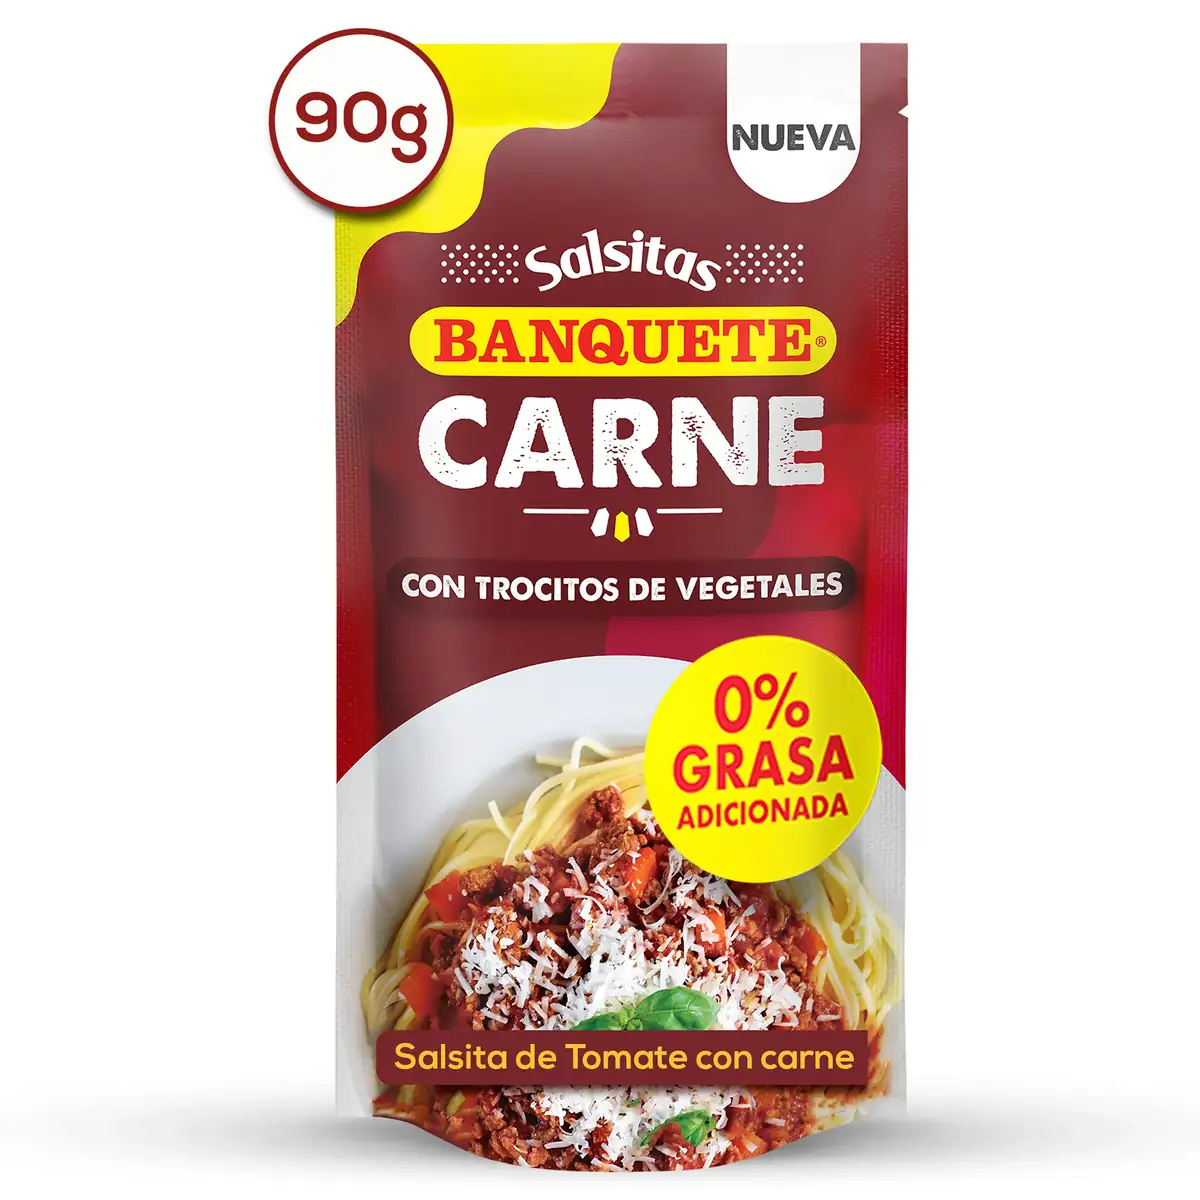 90g
NUEVA
Salsitas
BANQUETE®
CARNE
CON TROCITOS DE VEGETALES
0%
GRASA
ADICIONADA
Salsita de Tomate con carne